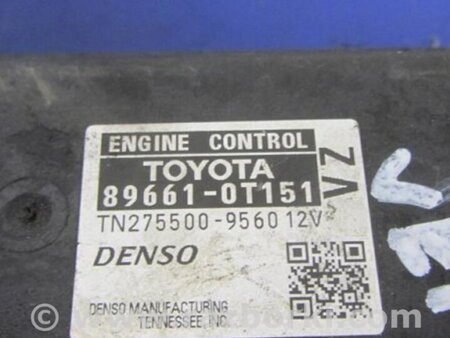 ENGINE CONTROL
TOYOTA
89661-0T151
VZ
TN275500-9560 12V
DENSO
DENSO MANUFACTURING
TENNESSEE, INC.